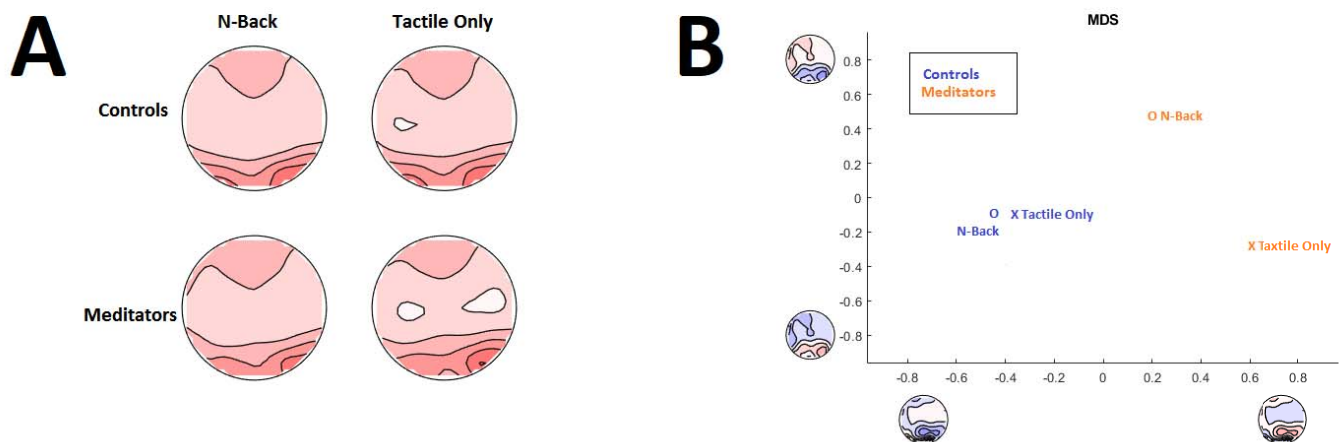 A
N-Back
Tactile Only
Controls
Meditators
B
MDS
Controls
Meditators
0.8
0.6
0.4
0.2
0
-0.2
-0.4
-0.6
-0.8
O N-Back
O
X Tactile Only
N-Back
X Taxtile Only
-0.8
-0.6
-0.4
-0.2
0
0.2
0.4
0.6
0.8